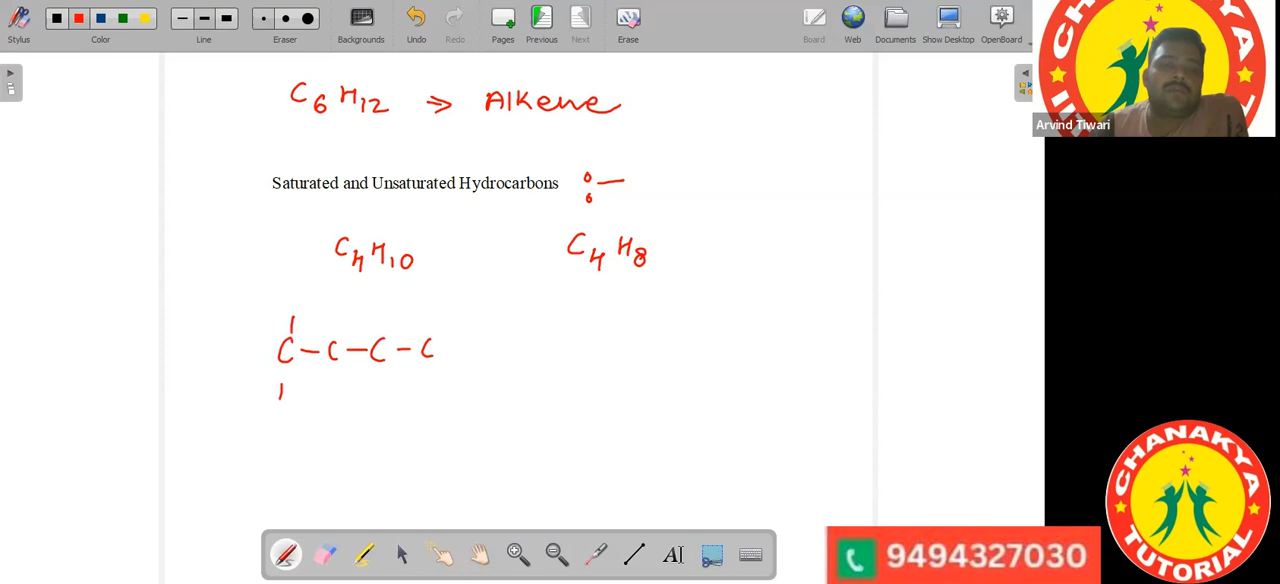 Stylus Color Line Eraser Backgrounds Undo Redo Pages Previous Next Erase Board Web Documents Show Desktop OpenBoard
Arvind Tiwari
C6H12 ⇒ Alkene
Saturated and Unsaturated Hydrocarbons :-
C4H10 C4H8
C-C-C-C
CHANAKYA
TUTORIAL
9494327030